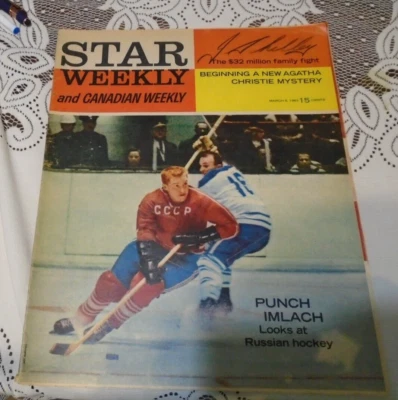 STAR
WEEKLY
and CANADIAN WEEKLY
The $32 million family fight
BEGINNING A NEW AGATHA
CHRISTIE MYSTERY
15 CENTS
CCCP
PUNCH
IMLACH
Looks at
Russian hockey